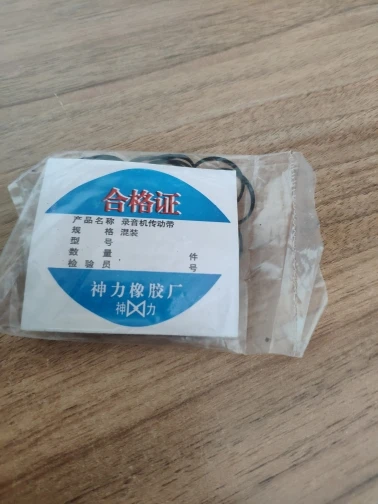 合格证
产品名称 录音机传动带
规格 混装
型号
数量 件
检验员 号
神力橡胶厂
神 力